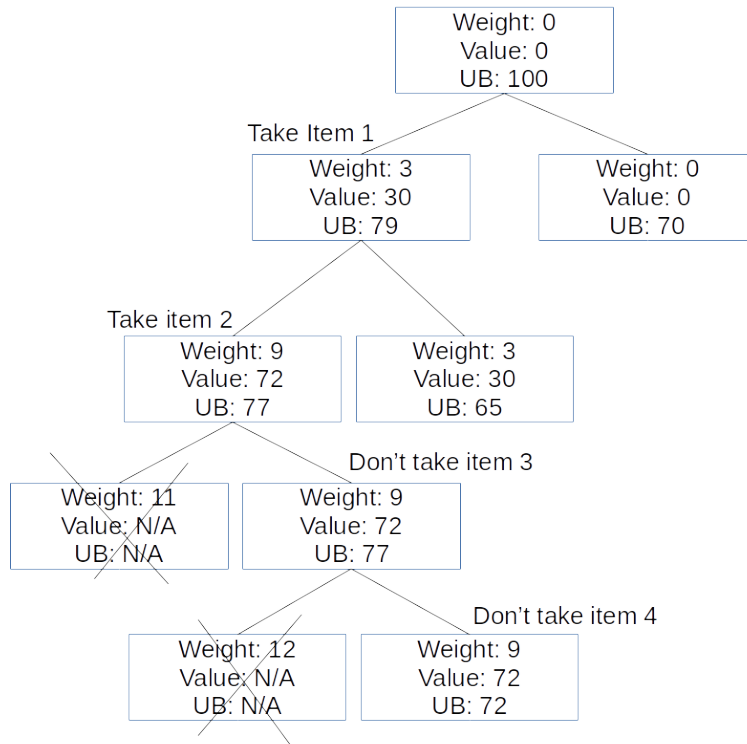 Weight: 0
Value: 0
UB: 100
Take Item 1
Weight: 3
Value: 30
UB: 79
Weight: 0
Value: 0
UB: 70
Take item 2
Weight: 9
Value: 72
UB: 77
Weight: 3
Value: 30
UB: 65
Don’t take item 3
Weight: 11
Value: N/A
UB: N/A
Weight: 9
Value: 72
UB: 77
Don’t take item 4
Weight: 12
Value: N/A
UB: N/A
Weight: 9
Value: 72
UB: 72